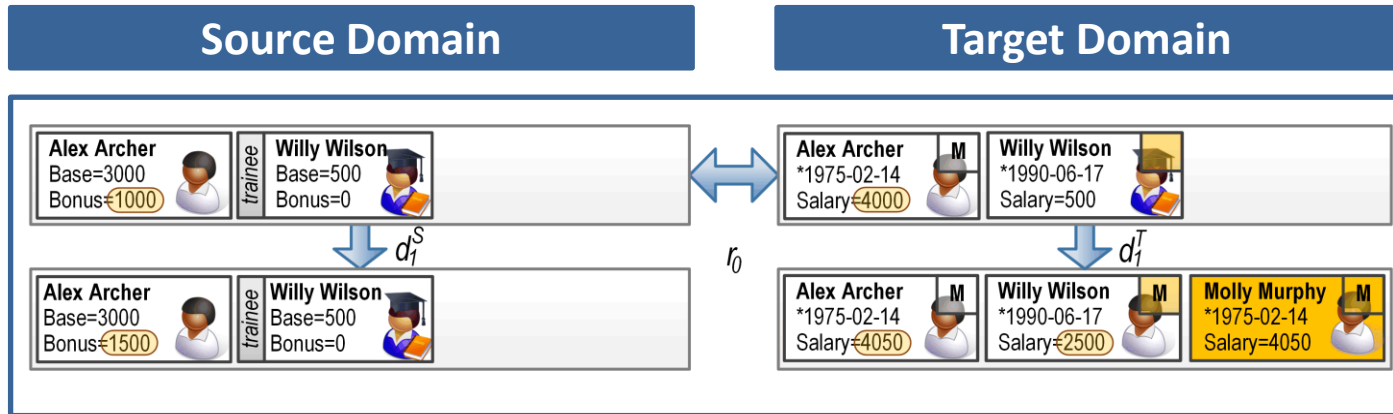 Source Domain
Target Domain
Alex Archer
Base=3000
Bonus=1000
trainee
Willy Wilson
Base=500
Bonus=0
Alex Archer
*1975-02-14
Salary=4000
M
Willy Wilson
*1990-06-17
Salary=500
d₁ˢ
r₀
d₁ᵀ
Alex Archer
Base=3000
Bonus=1500
trainee
Willy Wilson
Base=500
Bonus=0
Alex Archer
*1975-02-14
Salary=4050
M
Willy Wilson
*1990-06-17
Salary=2500
M
Molly Murphy
*1975-02-14
Salary=4050
M